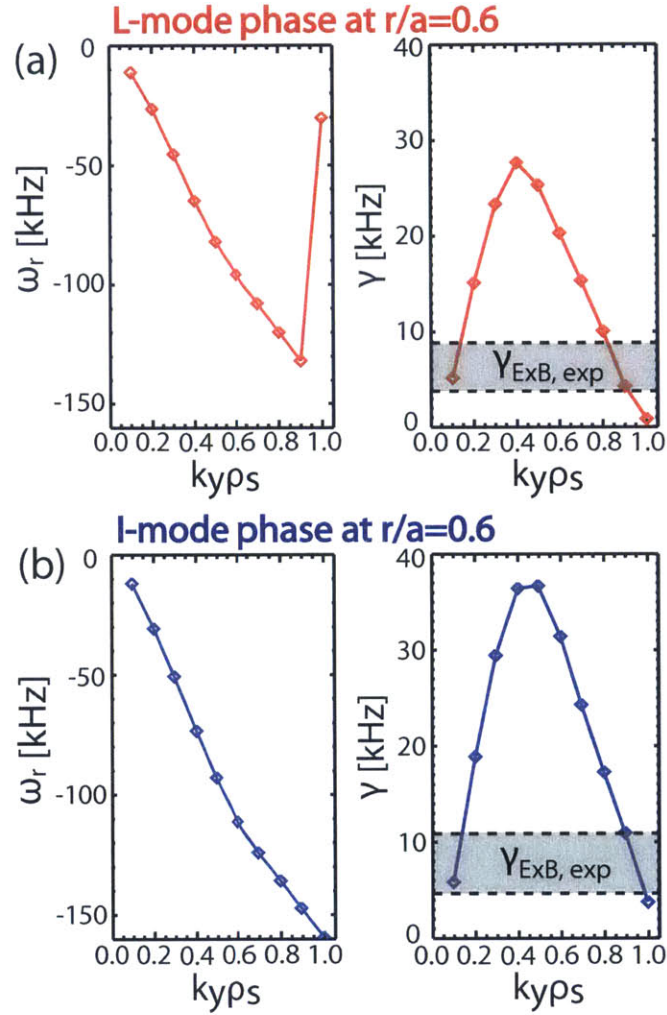 L-mode phase at r/a=0.6
(a)
0
-50
-100
-150
ωr [kHz]
0.0 0.2 0.4 0.6 0.8 1.0
kyρs
40
30
20
10
0
γ [kHz]
γExB, exp
0.0 0.2 0.4 0.6 0.8 1.0
kyρs
I-mode phase at r/a=0.6
(b)
0
-50
-100
-150
ωr [kHz]
0.0 0.2 0.4 0.6 0.8 1.0
kyρs
40
30
20
10
0
γ [kHz]
γExB, exp
0.0 0.2 0.4 0.6 0.8 1.0
kyρs